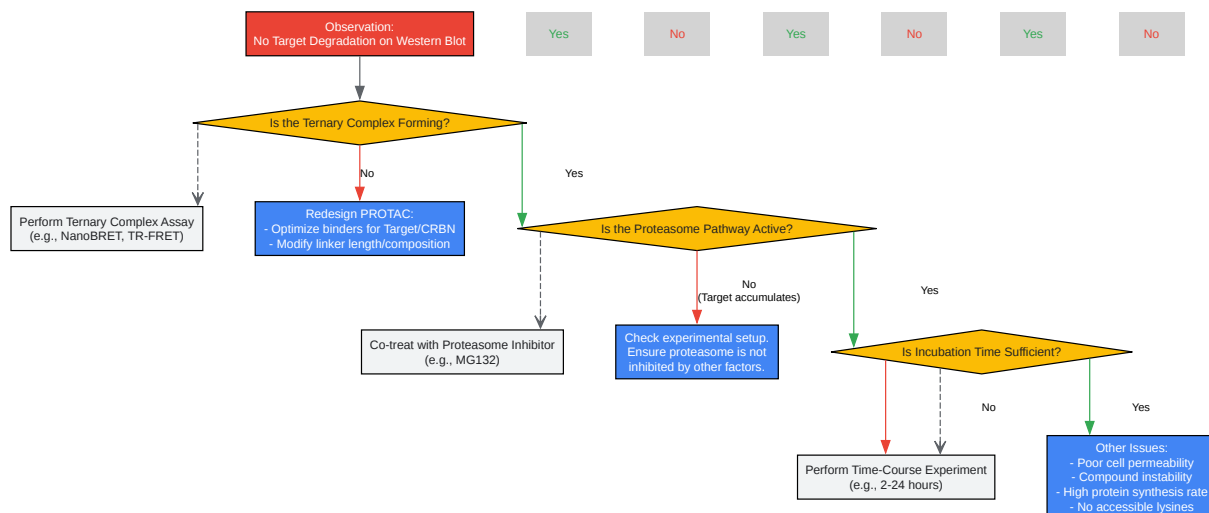 Observation:
No Target Degradation on Western Blot
Yes
No
Yes
No
Yes
No
Is the Ternary Complex Forming?
No
Yes
Perform Ternary Complex Assay
(e.g., NanoBRET, TR-FRET)
Redesign PROTAC:
- Optimize binders for Target/CRBN
- Modify linker length/composition
Is the Proteasome Pathway Active?
No
(Target accumulates)
Yes
Co-treat with Proteasome Inhibitor
(e.g., MG132)
Check experimental setup.
Ensure proteasome is not
inhibited by other factors.
Is Incubation Time Sufficient?
No
Yes
Perform Time-Course Experiment
(e.g., 2-24 hours)
Other Issues:
- Poor cell permeability
- Compound instability
- High protein synthesis rate
- No accessible lysines